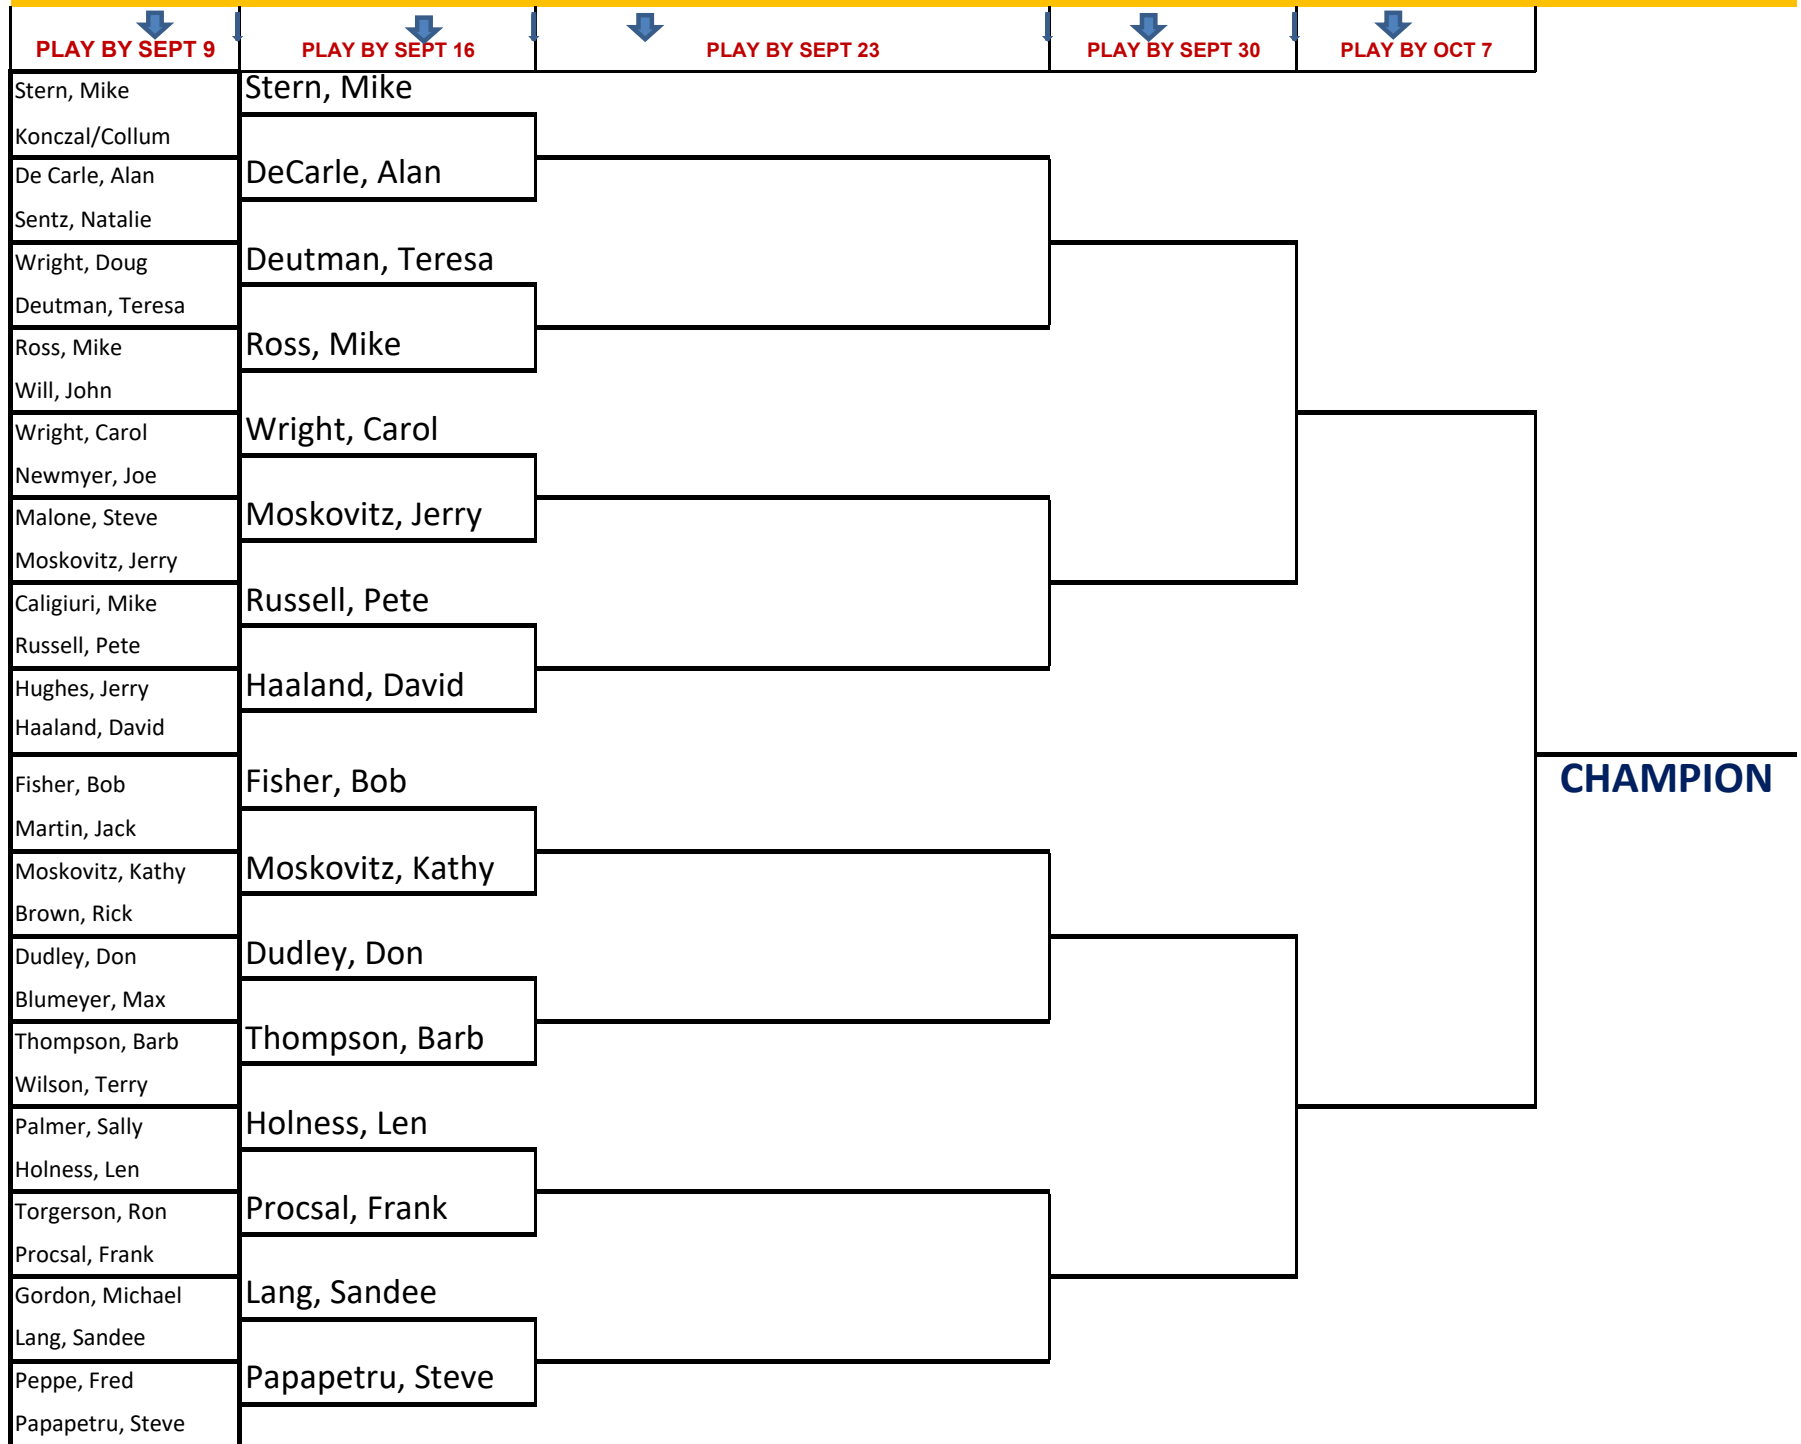 PLAY BY SEPT 9
PLAY BY SEPT 16
PLAY BY SEPT 23
PLAY BY SEPT 30
PLAY BY OCT 7
Stern, Mike
Konczal/Collum
De Carle, Alan
Sentz, Natalie
Wright, Doug
Deutman, Teresa
Ross, Mike
Will, John
Wright, Carol
Newmyer, Joe
Malone, Steve
Moskovitz, Jerry
Caligiuri, Mike
Russell, Pete
Hughes, Jerry
Haaland, David
Fisher, Bob
Martin, Jack
Moskovitz, Kathy
Brown, Rick
Dudley, Don
Blumeyer, Max
Thompson, Barb
Wilson, Terry
Palmer, Sally
Holness, Len
Torgerson, Ron
Procsal, Frank
Gordon, Michael
Lang, Sandee
Peppe, Fred
Papapetru, Steve
Stern, Mike
DeCarle, Alan
Deutman, Teresa
Ross, Mike
Wright, Carol
Moskovitz, Jerry
Russell, Pete
Haaland, David
Fisher, Bob
Moskovitz, Kathy
Dudley, Don
Thompson, Barb
Holness, Len
Procsal, Frank
Lang, Sandee
Papapetru, Steve
CHAMPION